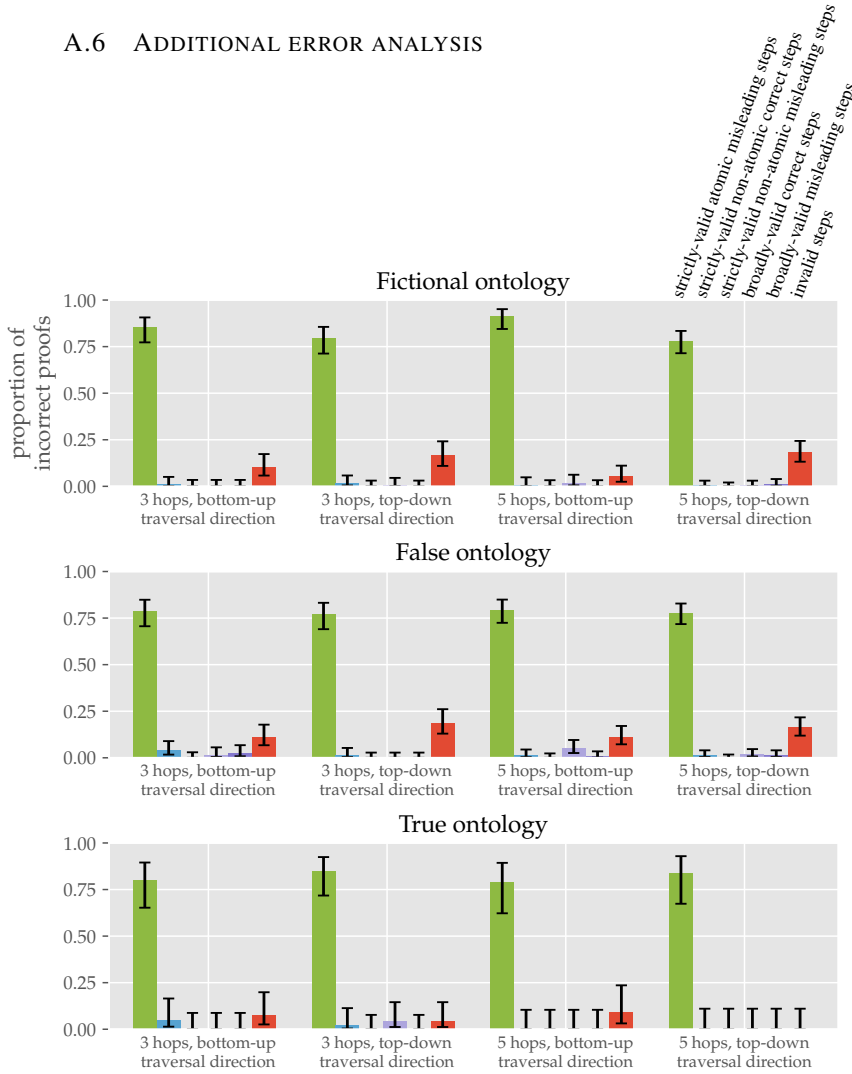 A.6 ADDITIONAL ERROR ANALYSIS
strictly-valid atomic misleading steps
strictly-valid non-atomic correct steps
strictly-valid non-atomic misleading steps
broadly-valid correct steps
broadly-valid misleading steps
invalid steps
Fictional ontology
proportion of
incorrect proofs
1.00
0.75
0.50
0.25
0.00
3 hops, bottom-up
traversal direction
3 hops, top-down
traversal direction
5 hops, bottom-up
traversal direction
5 hops, top-down
traversal direction
False ontology
1.00
0.75
0.50
0.25
0.00
3 hops, bottom-up
traversal direction
3 hops, top-down
traversal direction
5 hops, bottom-up
traversal direction
5 hops, top-down
traversal direction
True ontology
1.00
0.75
0.50
0.25
0.00
3 hops, bottom-up
traversal direction
3 hops, top-down
traversal direction
5 hops, bottom-up
traversal direction
5 hops, top-down
traversal direction